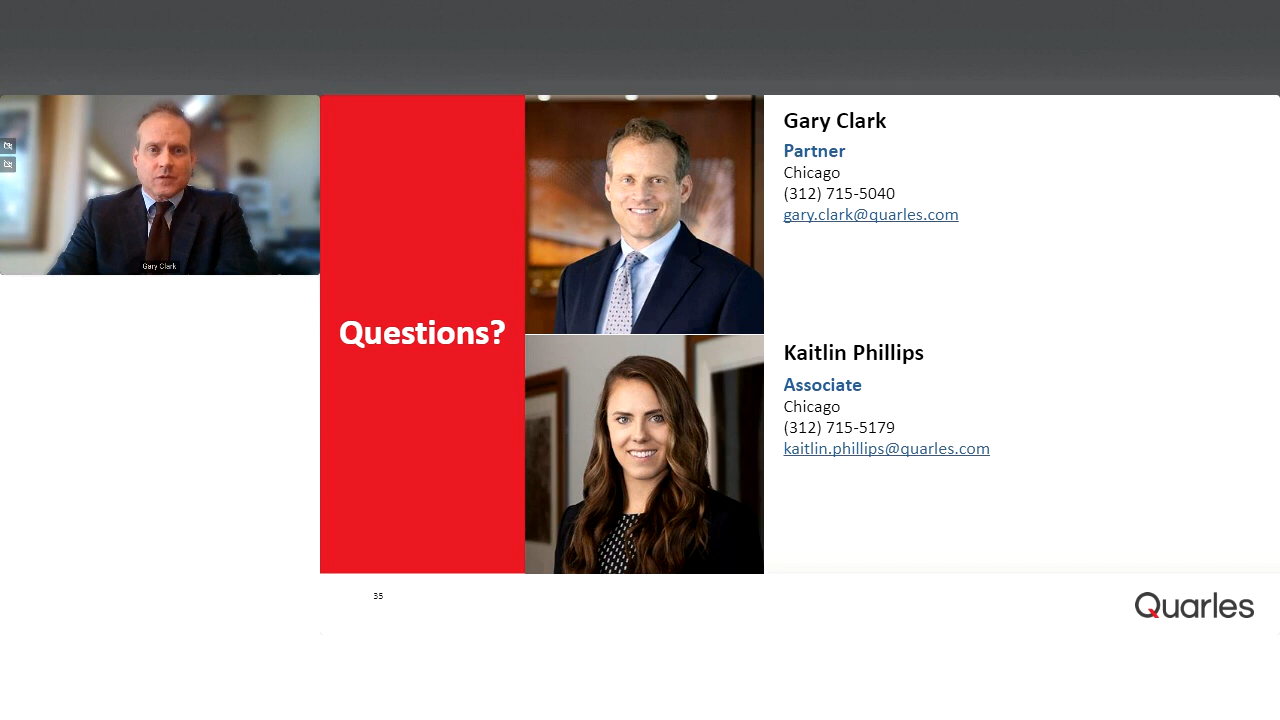 Gary Clark
Questions?
Gary Clark
Partner
Chicago
(312) 715-5040
gary.clark@quarles.com
Kaitlin Phillips
Associate
Chicago
(312) 715-5179
kaitlin.phillips@quarles.com
35
Quarles